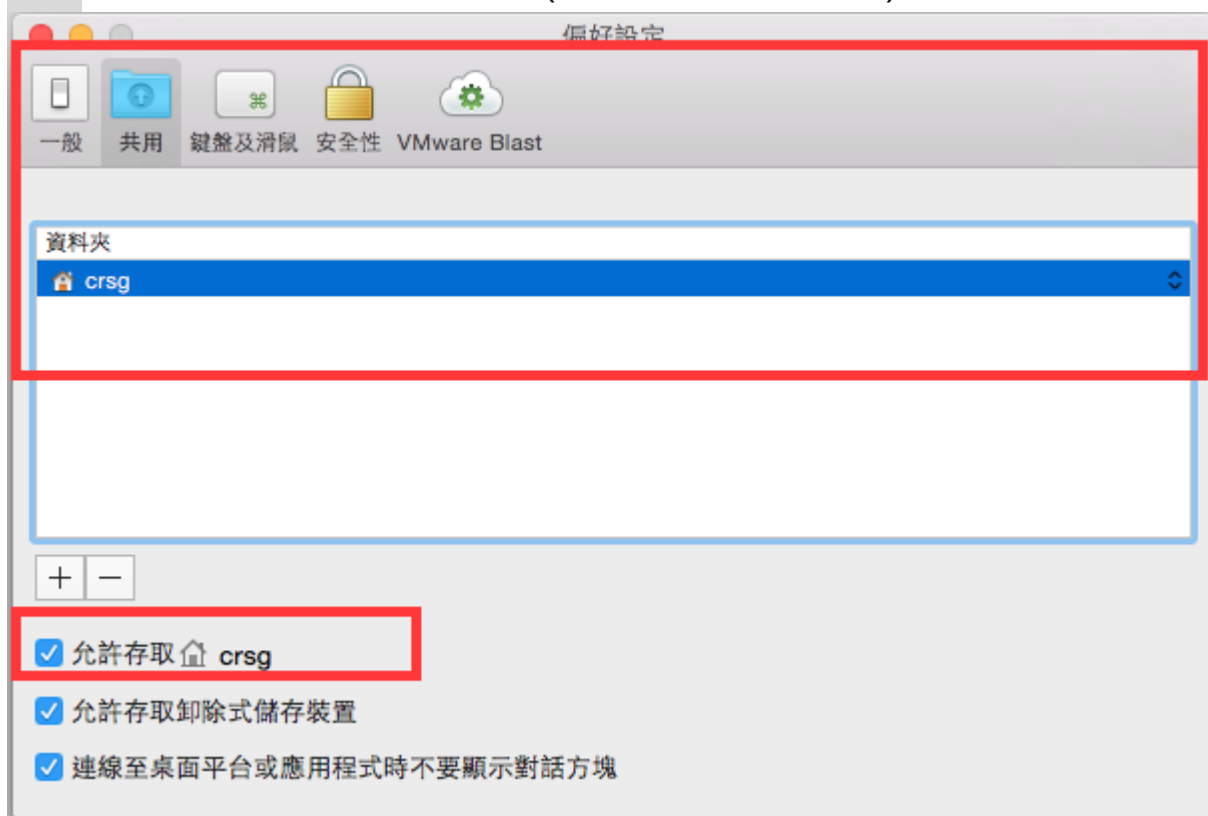 偏好設定
一般 共用 鍵盤及滑鼠 安全性 VMware Blast
資料夾
crsg
允許存取 crsg
允許存取卸除式儲存裝置
連線至桌面平台或應用程式時不要顯示對話方塊